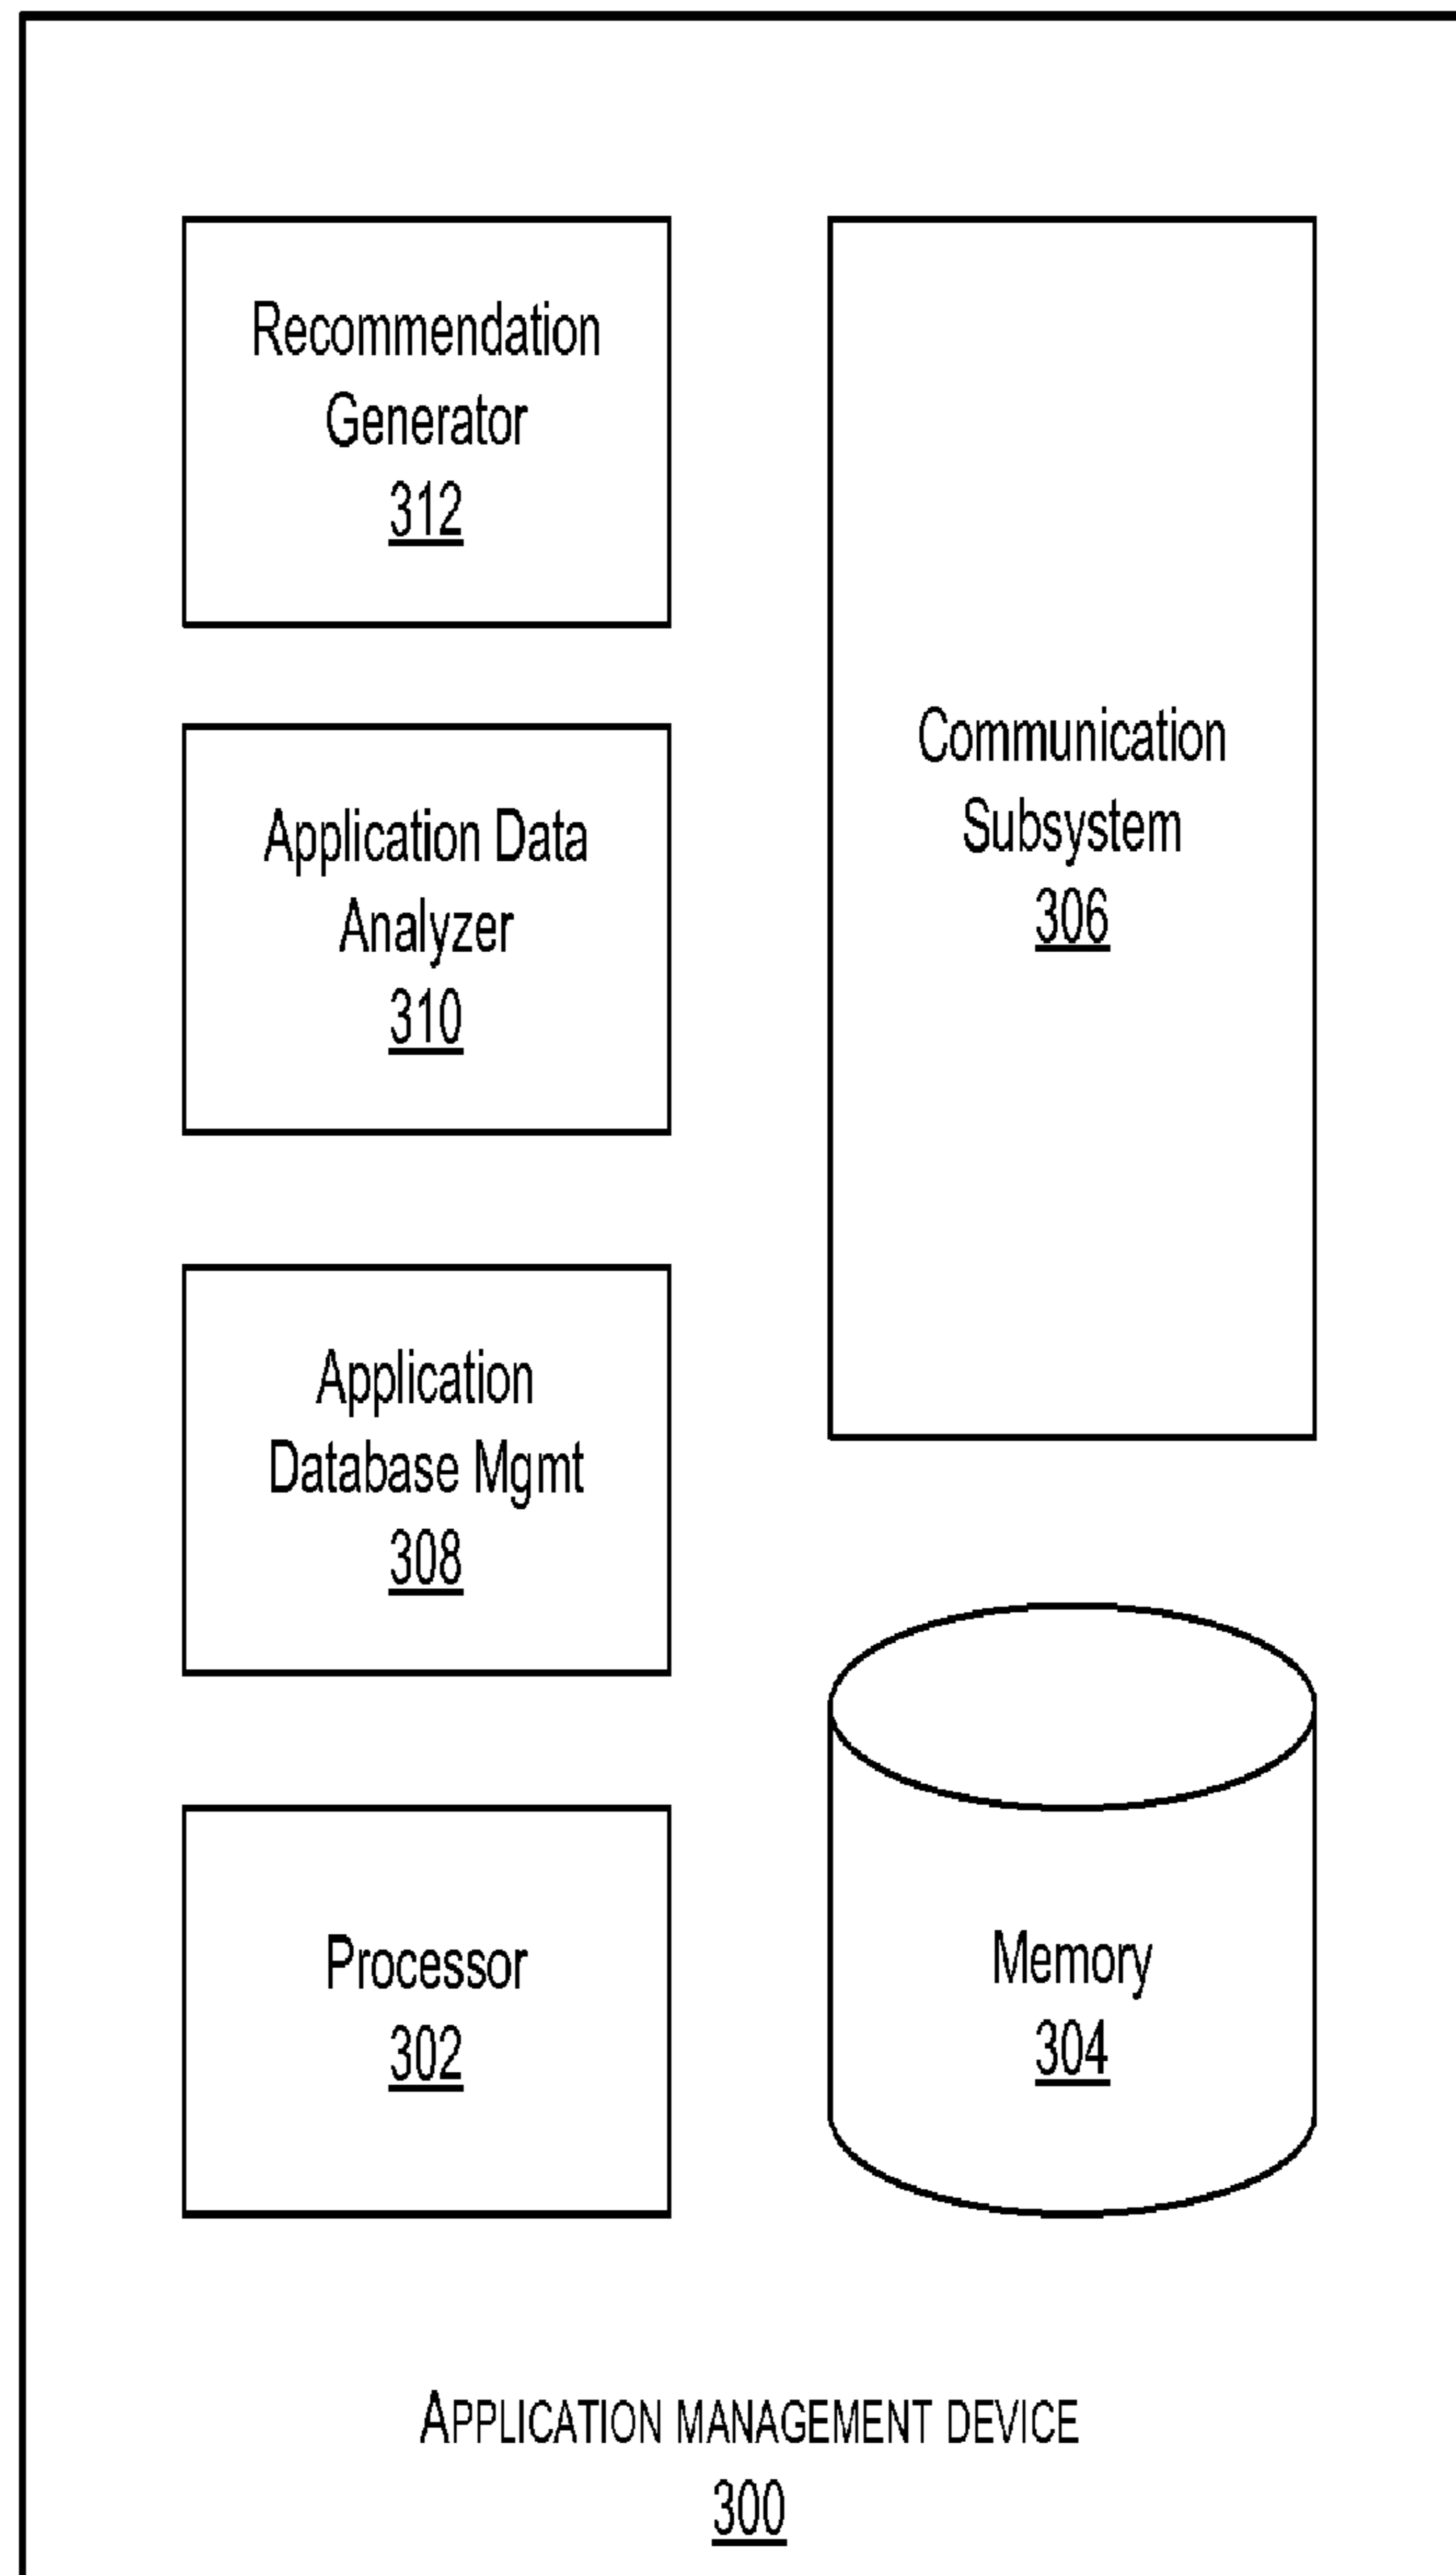 Recommendation
Generator
312
Application Data
Analyzer
310
Application
Database Mgmt
308
Processor
302
Communication
Subsystem
306
Memory
304
APPLICATION MANAGEMENT DEVICE
300